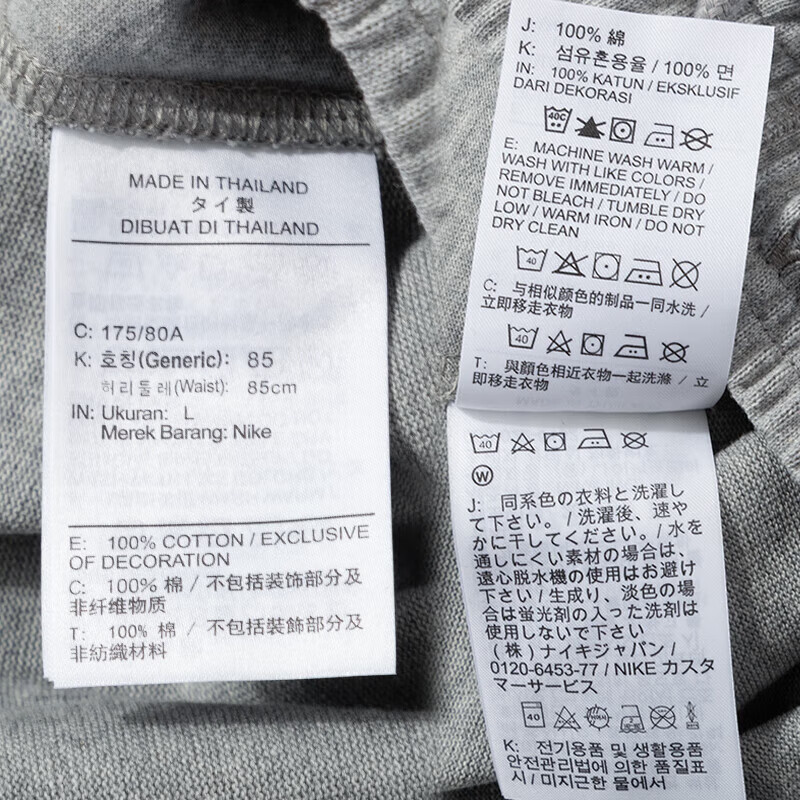 MADE IN THAILAND
タイ製
DIBUAT DI THAILAND
C: 175/80A
K: 호칭(Generic): 85
허리둘레(Waist): 85cm
IN: Ukuran: L
Merek Barang: Nike
E: 100% COTTON / EXCLUSIVE
OF DECORATION
C: 100% 棉 / 不包括装饰部分及
非纤维物质
T: 100% 棉 / 不包括裝飾部分及
非紡織材料
J: 100% 綿
K: 섬유혼용율 / 100% 면
IN: 100% KATUN / EKSKLUSIF
DARI DEKORASI
40C
E: MACHINE WASH WARM /
WASH WITH LIKE COLORS /
REMOVE IMMEDIATELY / DO
NOT BLEACH / TUMBLE DRY
LOW / WARM IRON / DO NOT
DRY CLEAN
40
C: 与相似颜色的制品一同水洗 /
立即移走衣物
40
T: 與顏色相近衣物一起洗滌 / 立
即移走衣物
40
W
J: 同系色の衣料と洗濯し
て下さい。/ 洗濯後、速や
かに干してください。/ 水を
通しにくい素材の場合は、
遠心脱水機の使用はお避け
下さい / 生成り、淡色の場
合は蛍光剤の入った洗剤は
使用しないで下さい
(株) ナイキジャパン /
0120-6453-77 / NIKE カスタ
マーサービス
40
K: 전기용품 및 생활용품
안전관리법에 의한 품질표
시 / 미지근한 물에서